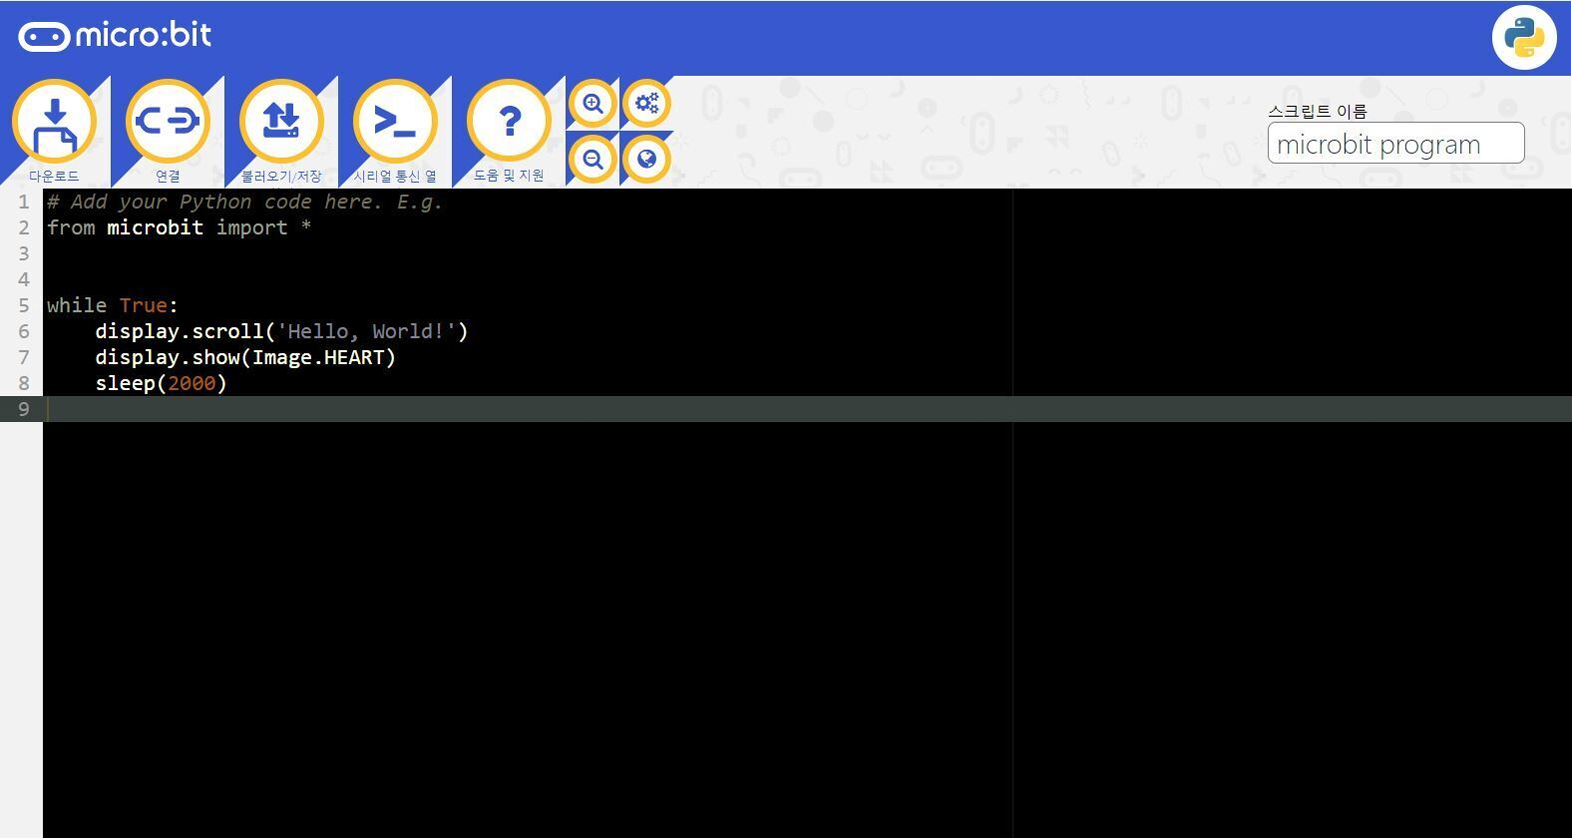 micro:bit
다운로드
연결
불러오기/저장
시리얼 통신 열
도움 및 지원
스크립트 이름
microbit program
1 # Add your Python code here. E.g.
2 from microbit import *
3
4
5 while True:
6     display.scroll('Hello, World!')
7     display.show(Image.HEART)
8     sleep(2000)
9